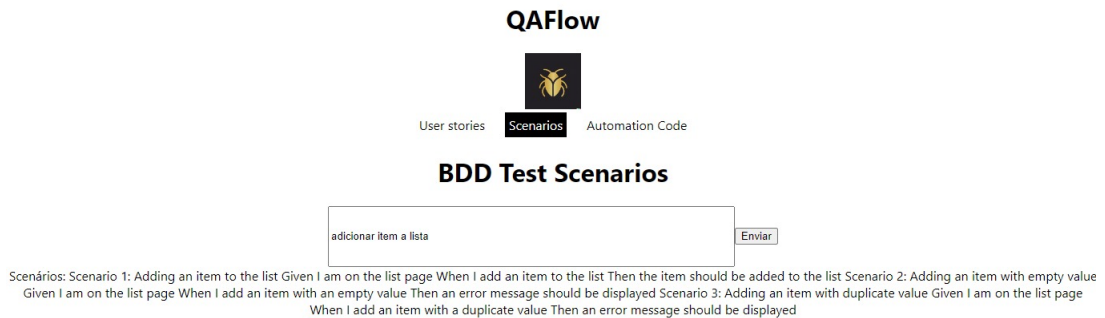 QAFlow
User stories Scenarios Automation Code
BDD Test Scenarios
adicionar item a lista Enviar
Scenários: Scenario 1: Adding an item to the list Given I am on the list page When I add an item to the list Then the item should be added to the list Scenario 2: Adding an item with empty value
Given I am on the list page When I add an item with an empty value Then an error message should be displayed Scenario 3: Adding an item with duplicate value Given I am on the list page
When I add an item with a duplicate value Then an error message should be displayed